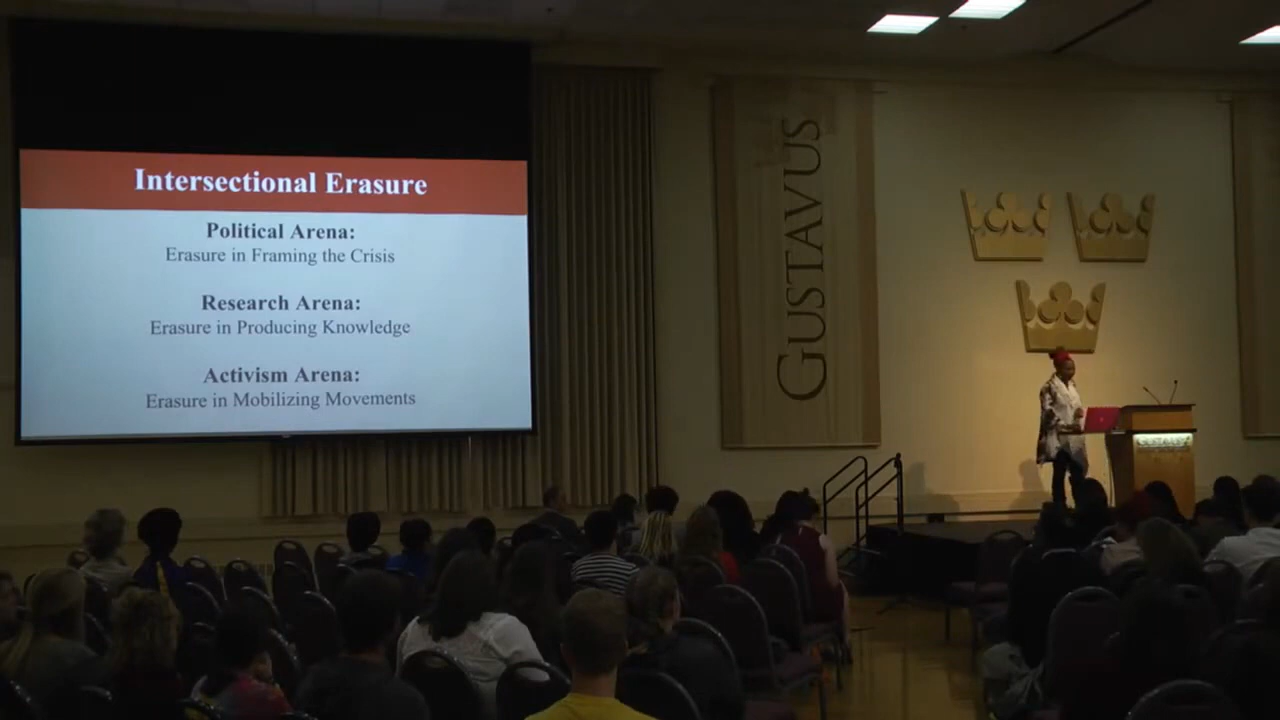 Intersectional Erasure
Political Arena:
Erasure in Framing the Crisis
Research Arena:
Erasure in Producing Knowledge
Activism Arena:
Erasure in Mobilizing Movements
GUSTAVUS
GUSTAVUS